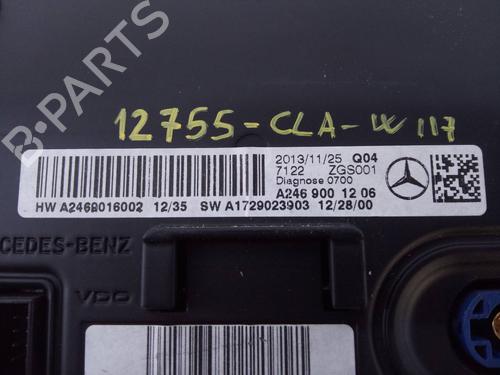 12755-CLA-W117
2013/11/25 Q04
7122 ZGS001
Diagnose 0700
A246 900 12 06
HW A2469016002 12/35 SW A1729023903 12/28/00
CEDES-BENZ
VDO
B PARTS